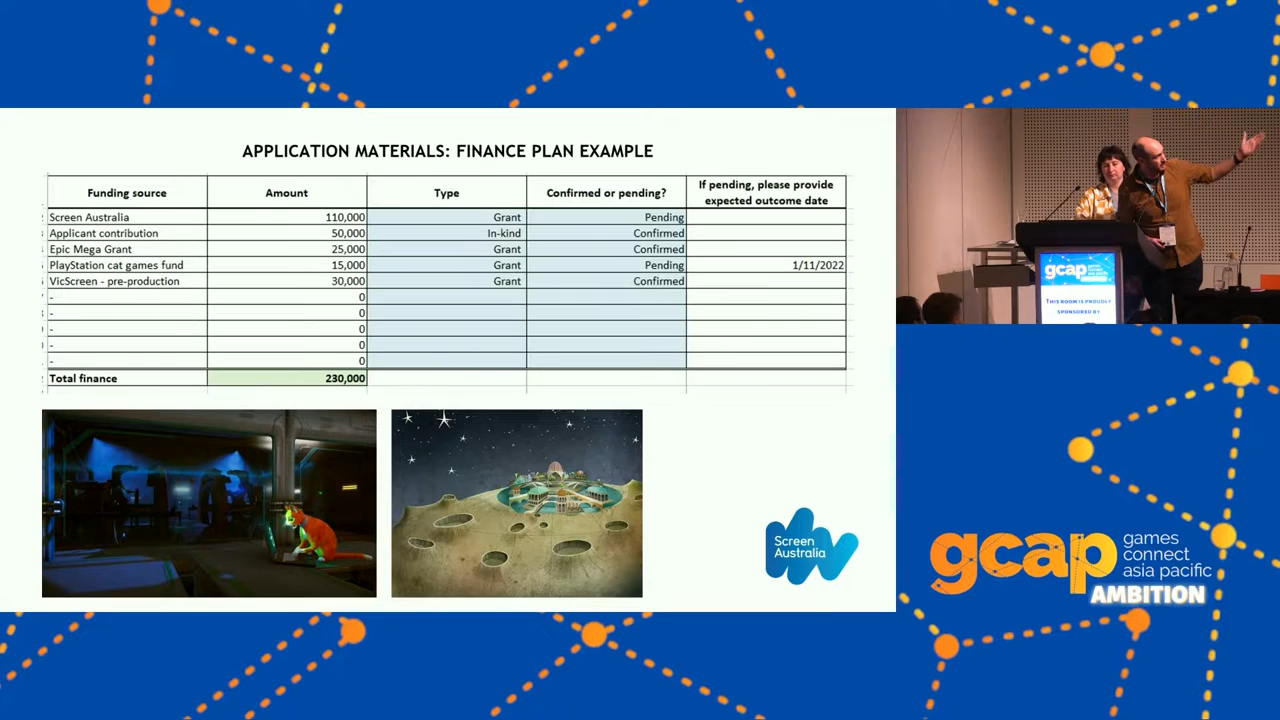 APPLICATION MATERIALS: FINANCE PLAN EXAMPLE
Funding source Amount Type Confirmed or pending? If pending, please provide expected outcome date
Screen Australia 110,000 Grant Pending
Applicant contribution 50,000 In-kind Confirmed
Epic Mega Grant 25,000 Grant Confirmed
PlayStation cat games fund 15,000 Grant Pending 1/11/2022
VicScreen - pre-production 30,000 Grant Confirmed
- 0
- 0
- 0
- 0
- 0
Total finance 230,000
Screen
Australia
gcap
games
connect
asia pacific
THIS ROOM IS PROUDLY
SPONSORED BY
gcap
games
connect
asia pacific
AMBITION